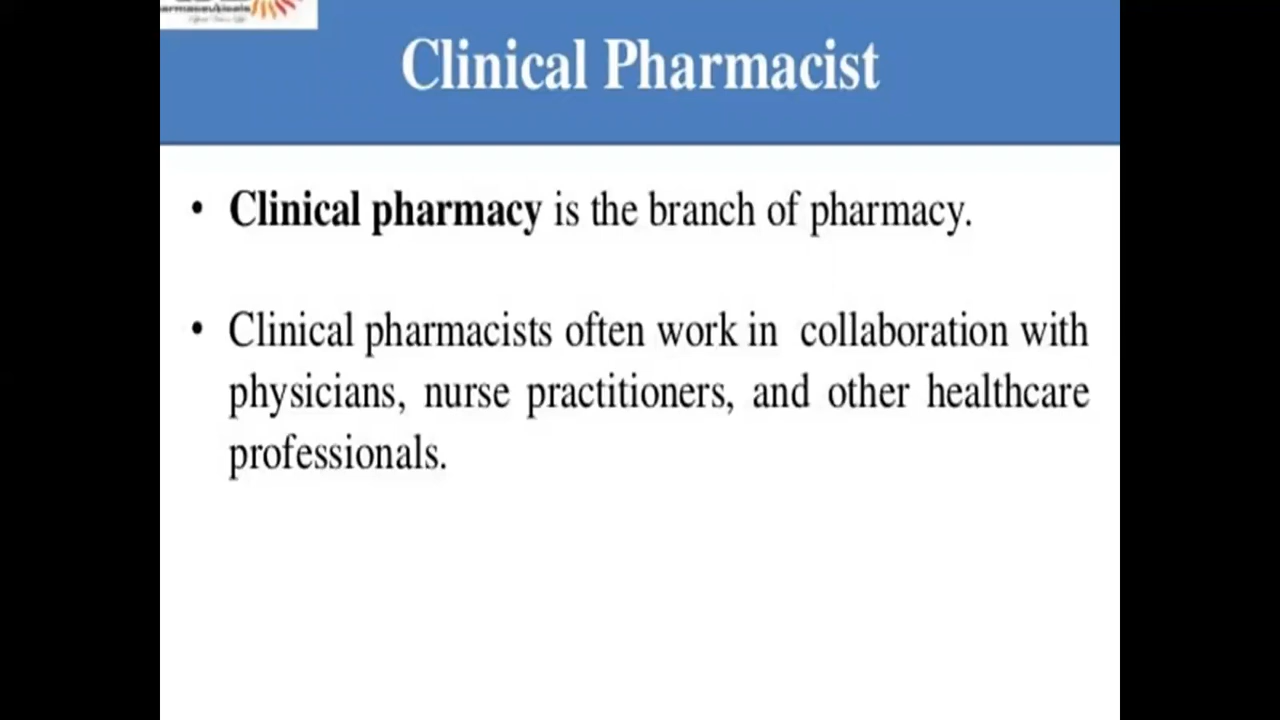 Clinical Pharmacist
• Clinical pharmacy is the branch of pharmacy.
• Clinical pharmacists often work in collaboration with
physicians, nurse practitioners, and other healthcare
professionals.